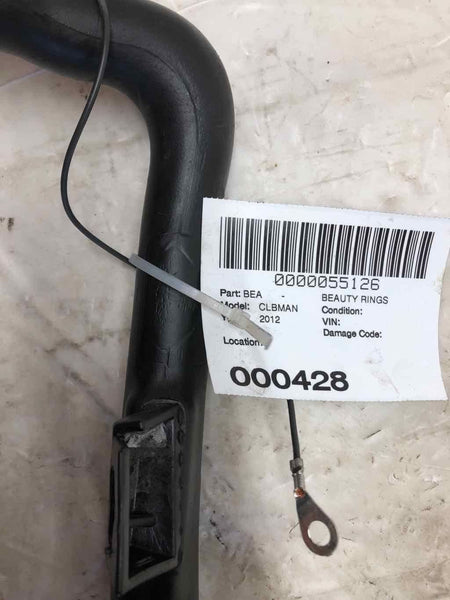 0000055126
Part: BEA - BEAUTY RINGS
Model: CLBMAN Condition:
2012 VIN:
Damage Code:
Location:
000428